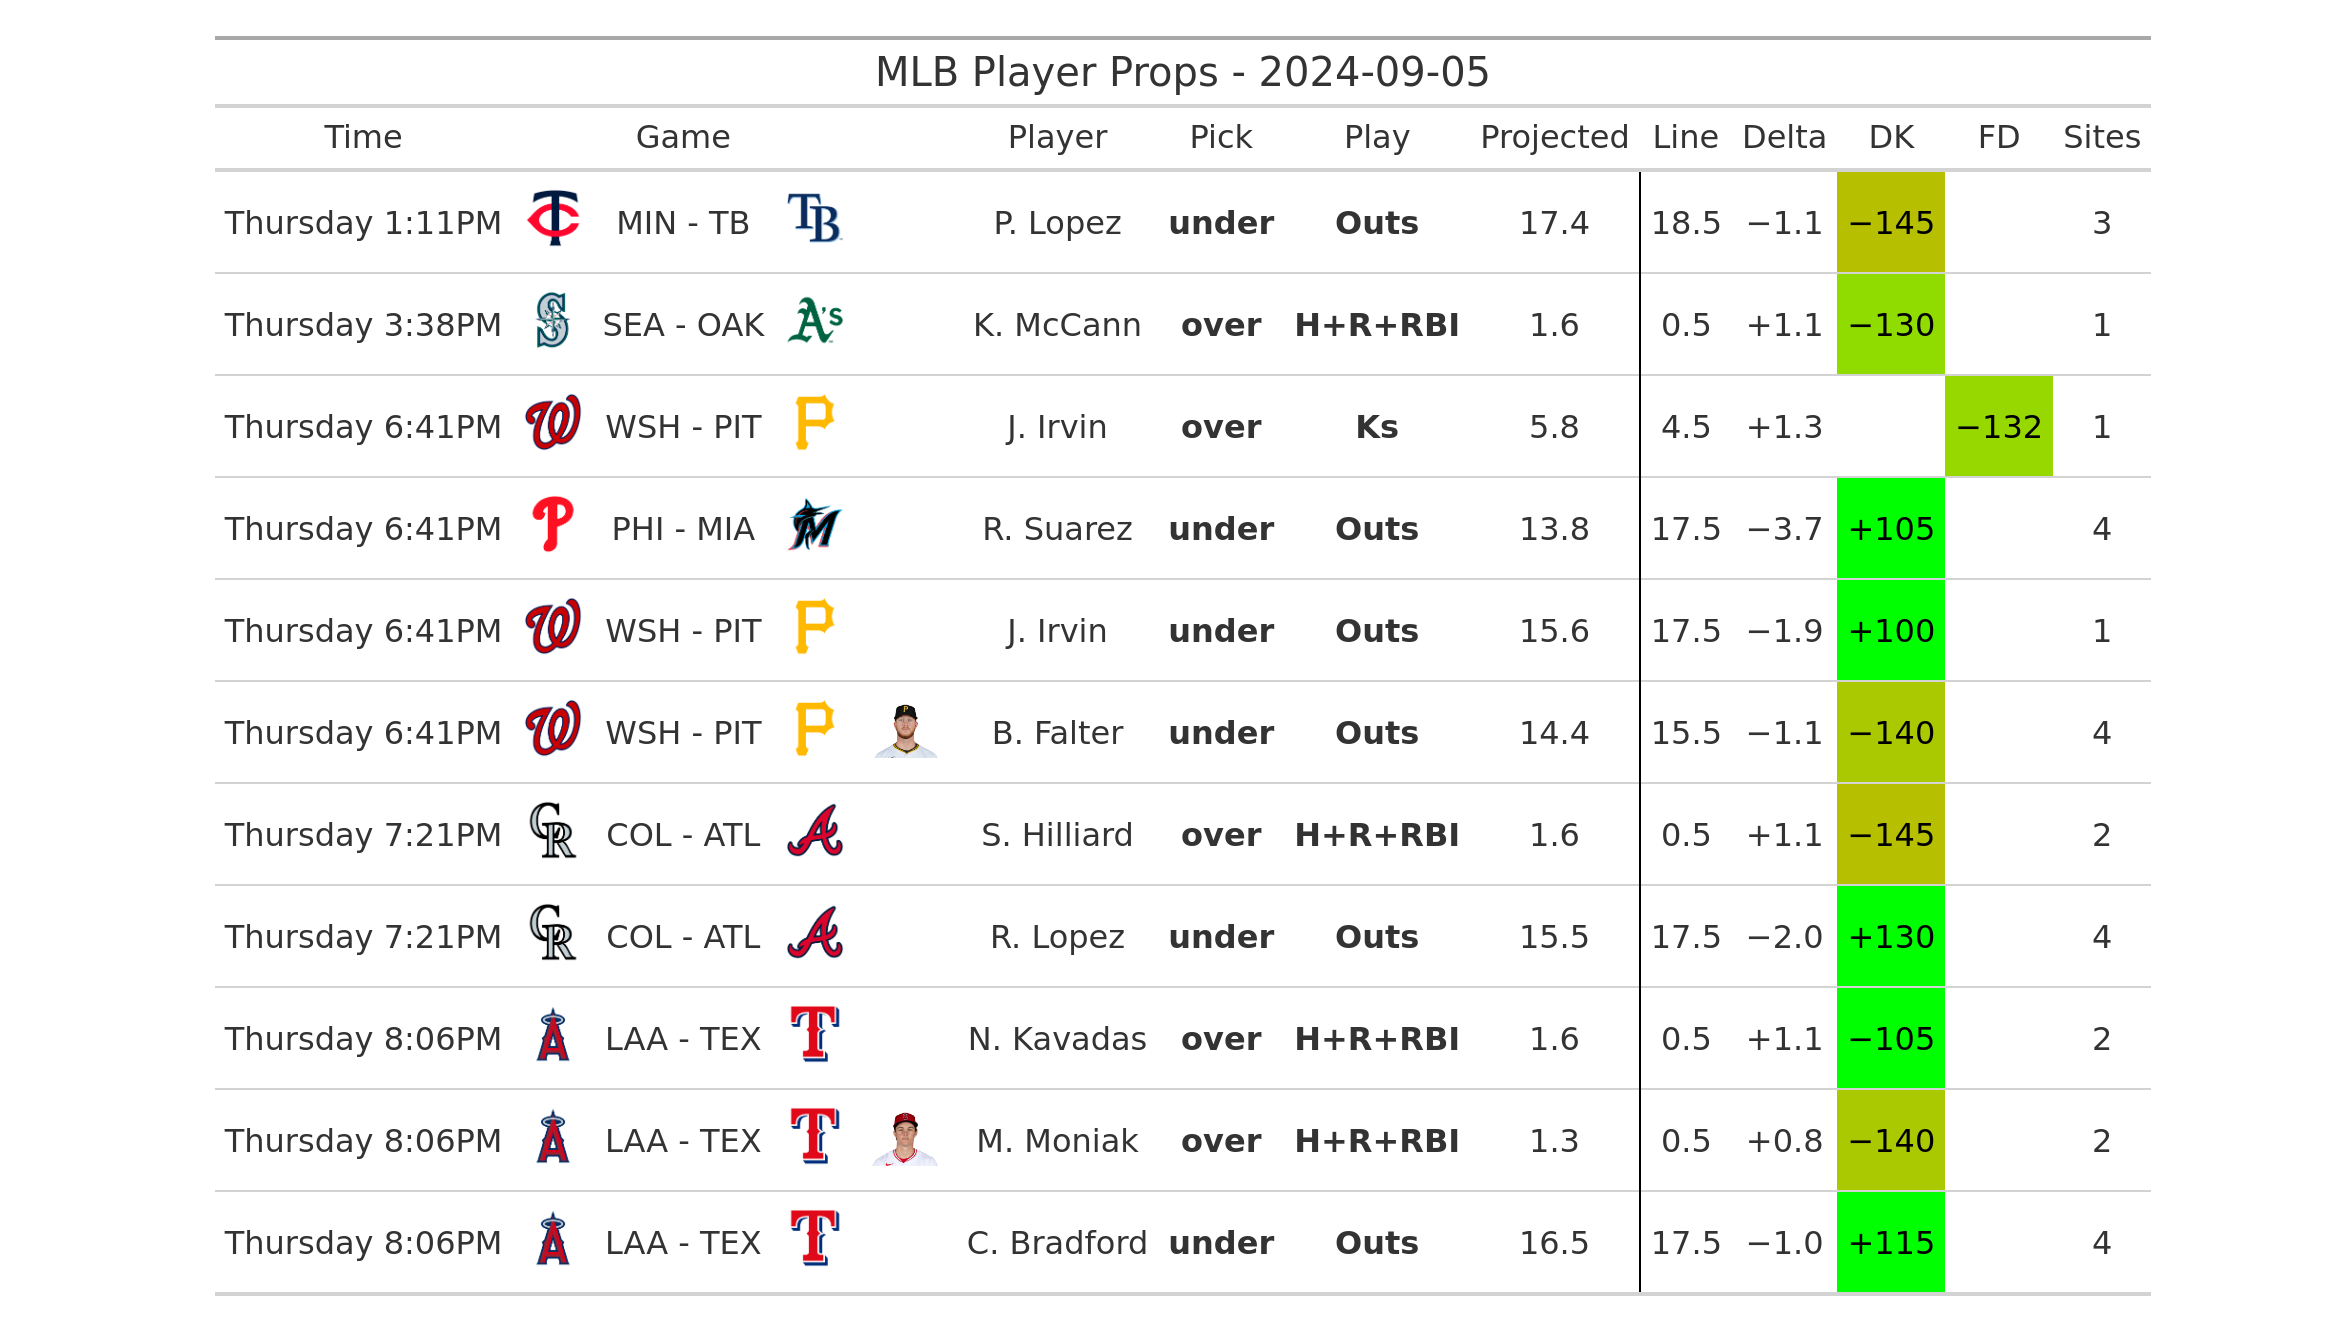 MLB Player Props - 2024-09-05
Time Game Player Pick Play Projected Line Delta DK FD Sites
Thursday 1:11PM MIN - TB P. Lopez under Outs 17.4 18.5 −1.1 −145 3
Thursday 3:38PM SEA - OAK K. McCann over H+R+RBI 1.6 0.5 +1.1 −130 1
Thursday 6:41PM WSH - PIT J. Irvin over Ks 5.8 4.5 +1.3 −132 1
Thursday 6:41PM PHI - MIA R. Suarez under Outs 13.8 17.5 −3.7 +105 4
Thursday 6:41PM WSH - PIT J. Irvin under Outs 15.6 17.5 −1.9 +100 1
Thursday 6:41PM WSH - PIT B. Falter under Outs 14.4 15.5 −1.1 −140 4
Thursday 7:21PM COL - ATL S. Hilliard over H+R+RBI 1.6 0.5 +1.1 −145 2
Thursday 7:21PM COL - ATL R. Lopez under Outs 15.5 17.5 −2.0 +130 4
Thursday 8:06PM LAA - TEX N. Kavadas over H+R+RBI 1.6 0.5 +1.1 −105 2
Thursday 8:06PM LAA - TEX M. Moniak over H+R+RBI 1.3 0.5 +0.8 −140 2
Thursday 8:06PM LAA - TEX C. Bradford under Outs 16.5 17.5 −1.0 +115 4